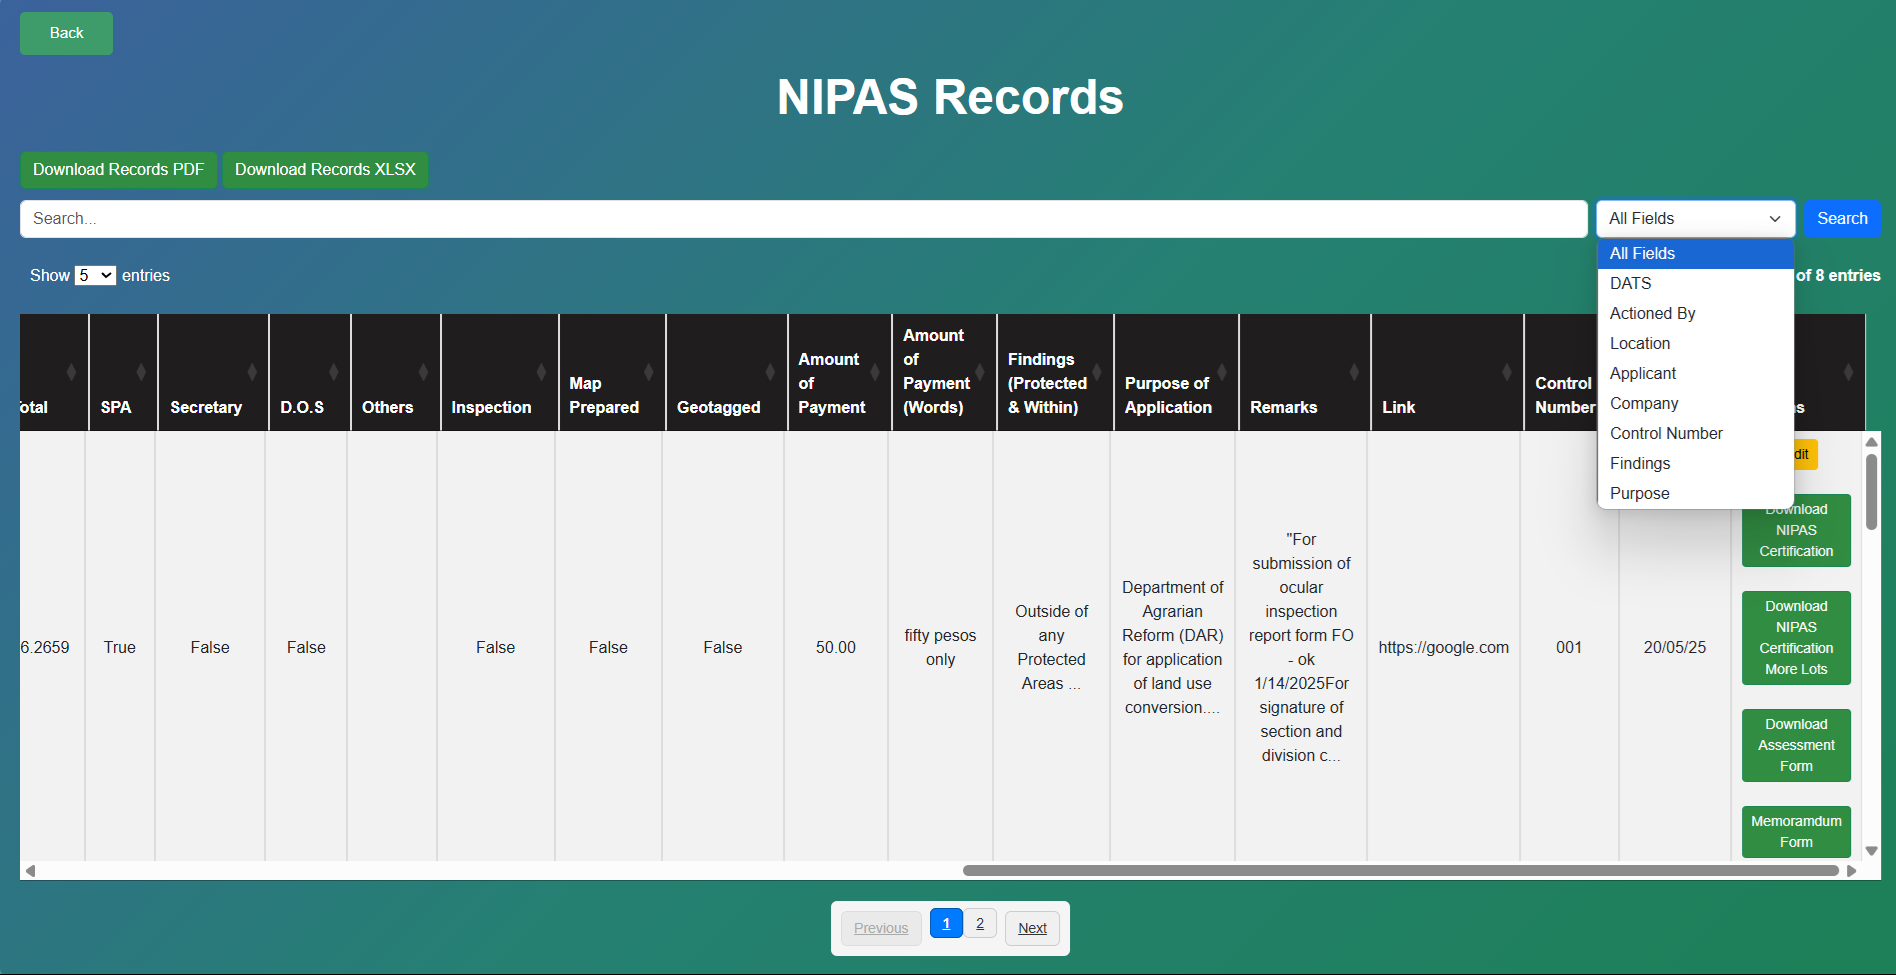 Back
NIPAS Records
Download Records PDF
Download Records XLSX
Search...
All Fields
Search
All Fields
DATS
Actioned By
Location
Applicant
Company
Control Number
Findings
Purpose
Show 5 entries
of 8 entries
SPA
Secretary
D.O.S
Others
Inspection
Map
Prepared
Geotagged
Amount
of
Payment
Amount
of
Payment
(Words)
Findings
(Protected
& Within)
Purpose of
Application
Remarks
Link
Control
Number
6.2659
True
False
False
False
False
False
50.00
fifty pesos
only
Outside of
any
Protected
Areas ...
Department of
Agrarian
Reform (DAR)
for application
of land use
conversion....
"For
submission of
ocular
inspection
report form FO
- ok
1/14/2025For
signature of
section and
division c...
https://google.com
001
20/05/25
Download
NIPAS
Certification
Download
NIPAS
Certification
More Lots
Download
Assessment
Form
Memoramdum
Form
Previous
1
2
Next